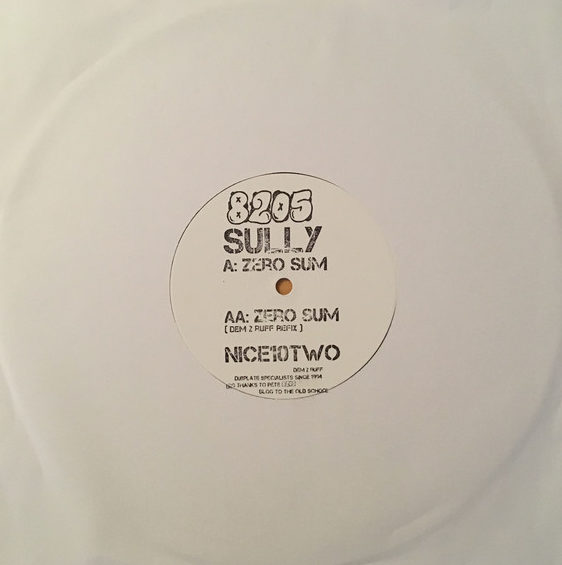 8205
SULLY
A: ZERO SUM
AA: ZERO SUM
( DEM 2 RUFF REFIX )
NICE10TWO
DEM 2 RUFF
DUBPLATE SPECIALISTS SINCE 1994
BIG THANKS TO PETE
BLOG TO THE OLD SCHOOL